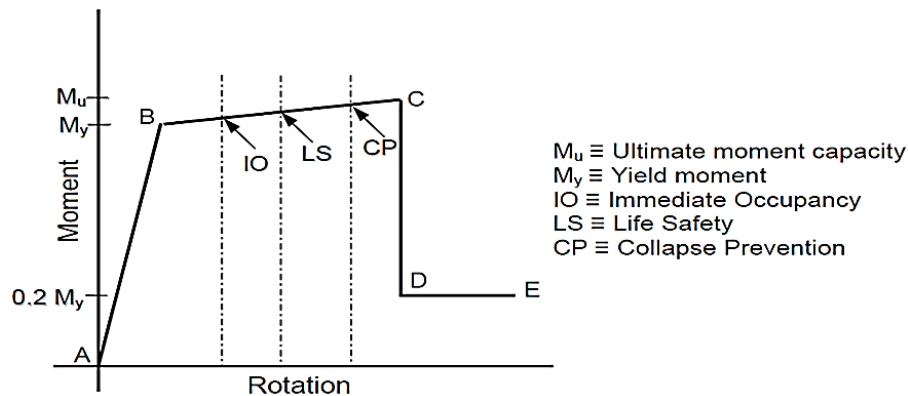 Mu
My
0.2 My
Moment
A
B
C
D
E
IO
LS
CP
Rotation
Mu ≡ Ultimate moment capacity
My ≡ Yield moment
IO ≡ Immediate Occupancy
LS ≡ Life Safety
CP ≡ Collapse Prevention